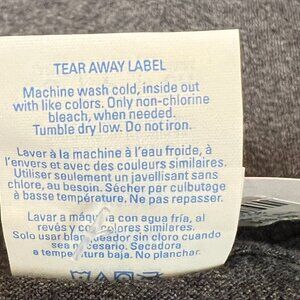 TEAR AWAY LABEL
Machine wash cold, inside out
with like colors. Only non-chlorine
bleach, when needed.
Tumble dry low. Do not iron.
Laver à la machine à l'eau froide, à
l'envers et avec des couleurs similaires.
Utiliser seulement un javellisant sans
chlore, au besoin. Sécher par culbutage
à basse température. Ne pas repasser.
Lavar a máquina con agua fría, al
revés y con colores similares.
Solo usar blanqueador sin cloro cuando
sea necesario. Secadora
a temperatura baja. No planchar.